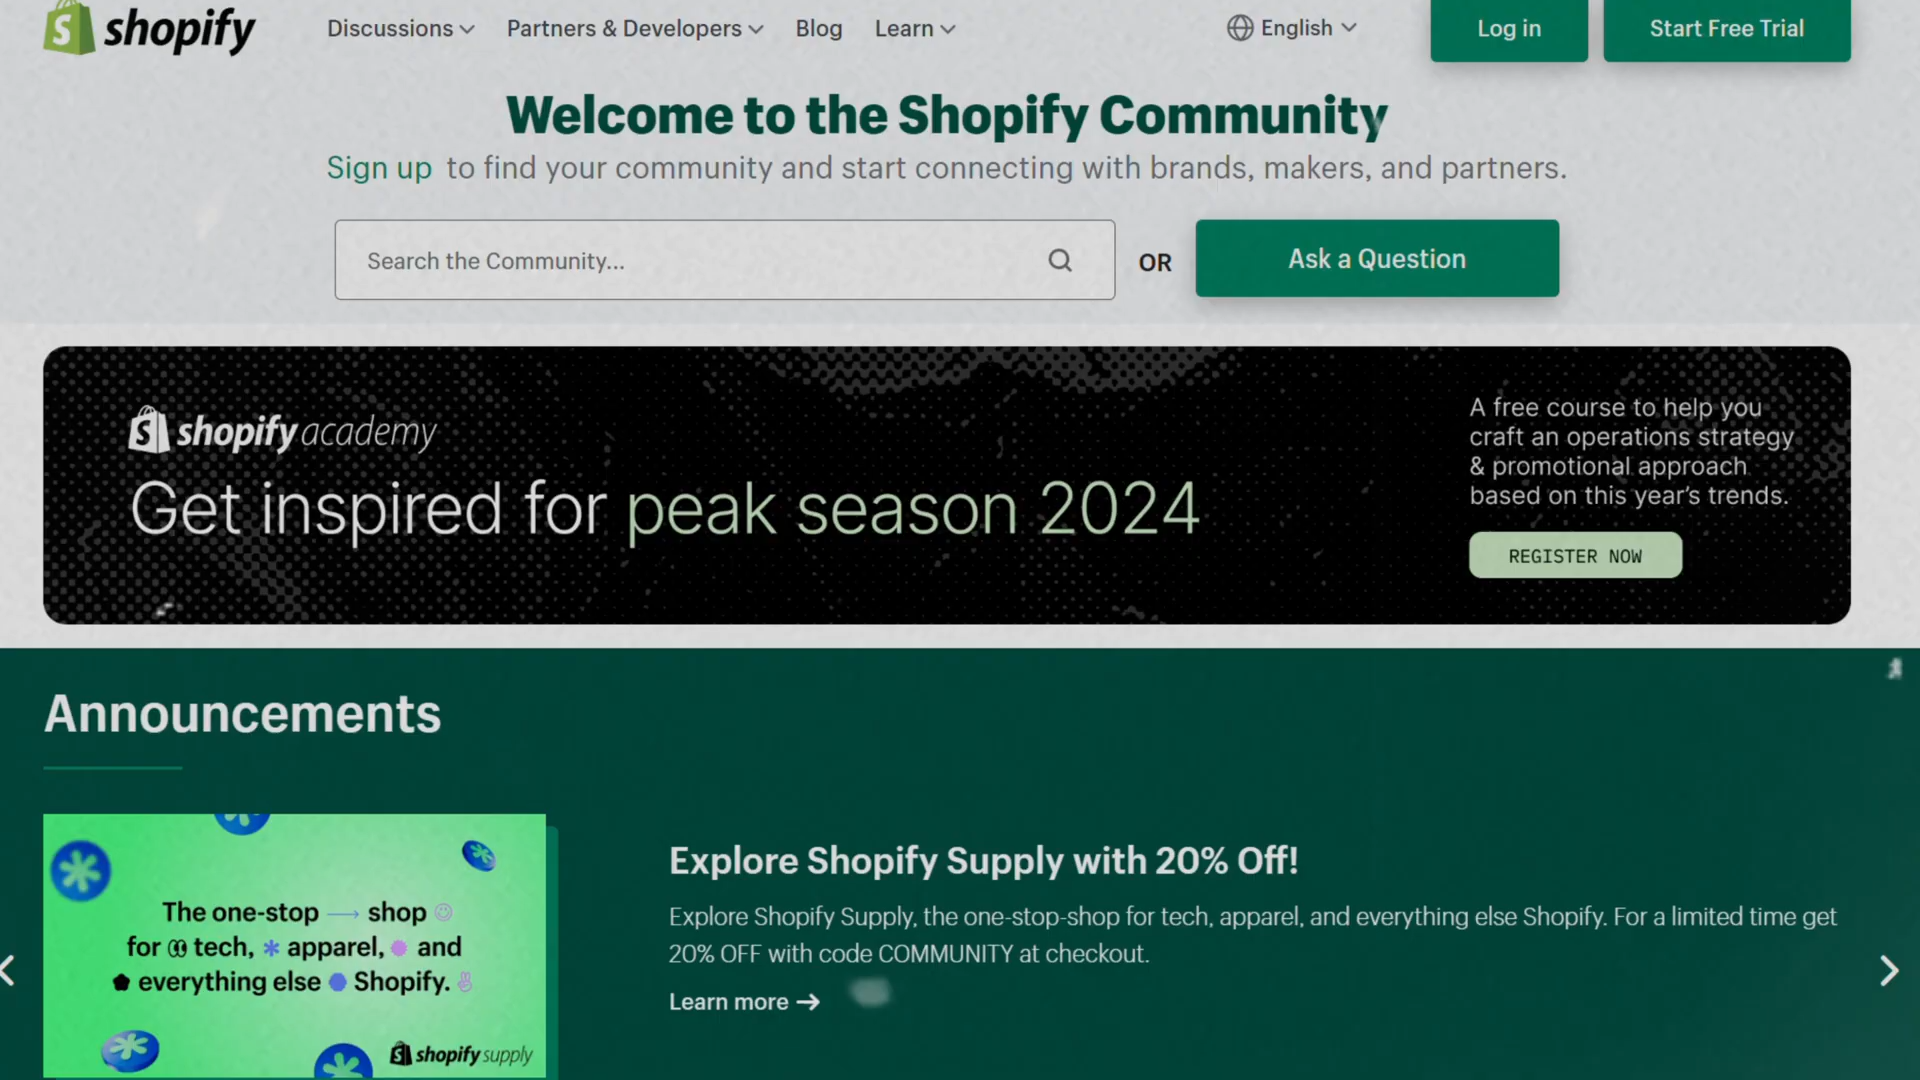 shopify
Discussions
Partners & Developers
Blog
Learn
English
Log in
Start Free Trial
Welcome to the Shopify Community
Sign up to find your community and start connecting with brands, makers, and partners.
Search the Community...
OR
Ask a Question
shopify academy
Get inspired for peak season 2024
A free course to help you
craft an operations strategy
& promotional approach
based on this year's trends.
REGISTER NOW
Announcements
The one-stop → shop
for tech, apparel, and
everything else Shopify.
shopify supply
Explore Shopify Supply with 20% Off!
Explore Shopify Supply, the one-stop-shop for tech, apparel, and everything else Shopify. For a limited time get
20% OFF with code COMMUNITY at checkout.
Learn more →